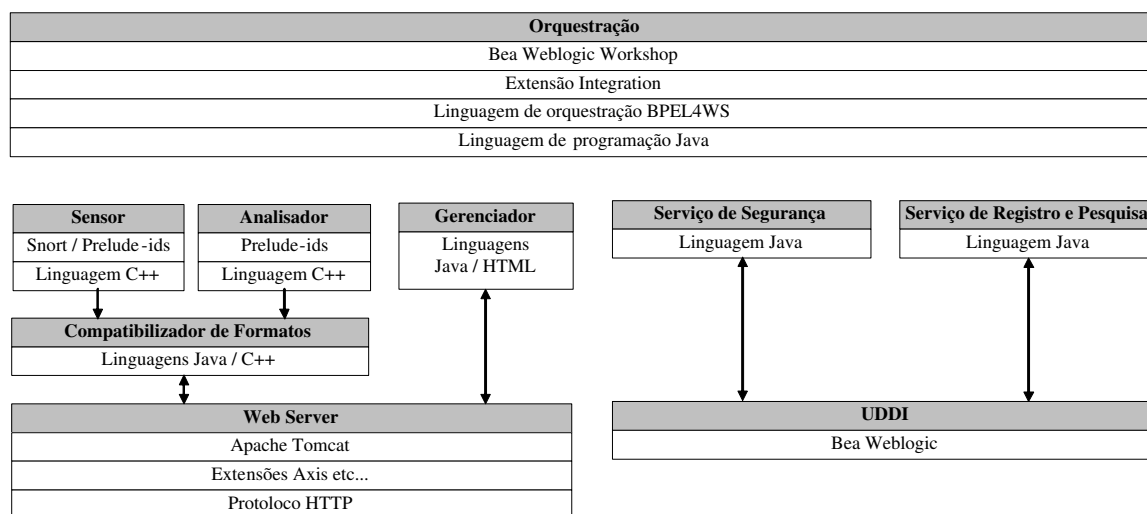 Orquestração
Bea Weblogic Workshop
Extensão Integration
Linguagem de orquestração BPEL4WS
Linguagem de programação Java
Sensor
Snort / Prelude-ids
Linguagem C++
Analisador
Prelude-ids
Linguagem C++
Gerenciador
Linguagens
Java / HTML
Serviço de Segurança
Linguagem Java
Serviço de Registro e Pesquisa
Linguagem Java
Compatibilizador de Formatos
Linguagens Java / C++
Web Server
Apache Tomcat
Extensões Axis etc...
Protoloco HTTP
UDDI
Bea Weblogic